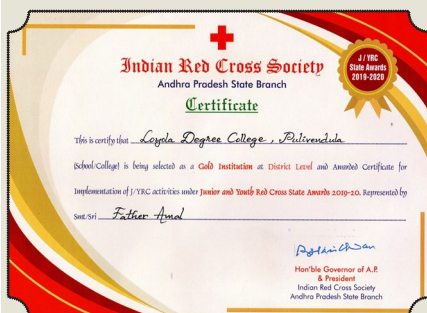 Indian Red Cross Society
Andhra Pradesh State Branch
Certificate
J / YRC
State Awards
2019-2020
This is certify that Loyola Degree College, Pulivendula
(School/College) is being selected as a Gold Institution at District Level and Awarded Certificate for
Implementation of J/YRC activities under Junior and Youth Red Cross State Awards 2019-20. Represented by
Smt/Sri Father Amal
Hon'ble Governor of A.P.
& President
Indian Red Cross Society
Andhra Pradesh State Branch